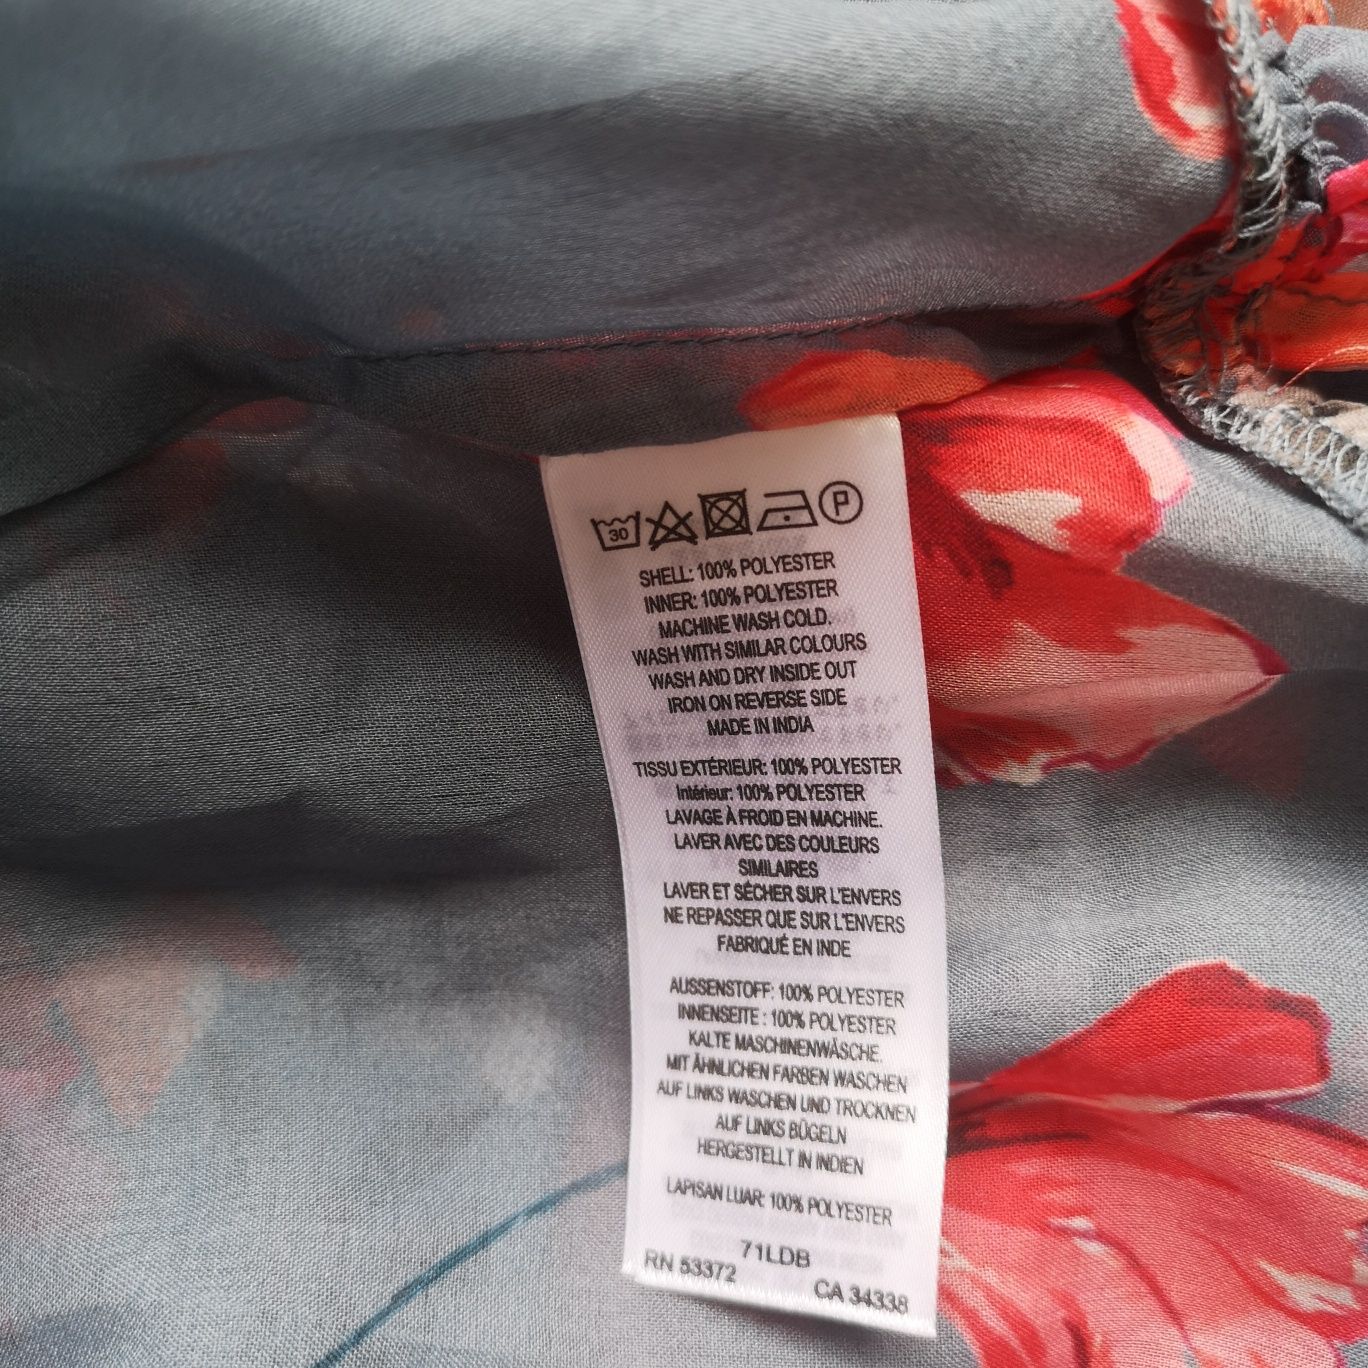 30 P
SHELL: 100% POLYESTER
INNER: 100% POLYESTER
MACHINE WASH COLD.
WASH WITH SIMILAR COLOURS
WASH AND DRY INSIDE OUT
IRON ON REVERSE SIDE
MADE IN INDIA
TISSU EXTÉRIEUR: 100% POLYESTER
Intérieur: 100% POLYESTER
LAVAGE À FROID EN MACHINE.
LAVER AVEC DES COULEURS
SIMILAIRES
LAVER ET SÉCHER SUR L'ENVERS
NE REPASSER QUE SUR L'ENVERS
FABRIQUÉ EN INDE
AUSSENSTOFF: 100% POLYESTER
INNENSEITE : 100% POLYESTER
KALTE MASCHINENWÄSCHE.
MIT ÄHNLICHEN FARBEN WASCHEN
AUF LINKS WASCHEN UND TROCKNEN
AUF LINKS BÜGELN
HERGESTELLT IN INDIEN
LAPISAN LUAR: 100% POLYESTER
71LDB
RN 53372 CA 34338